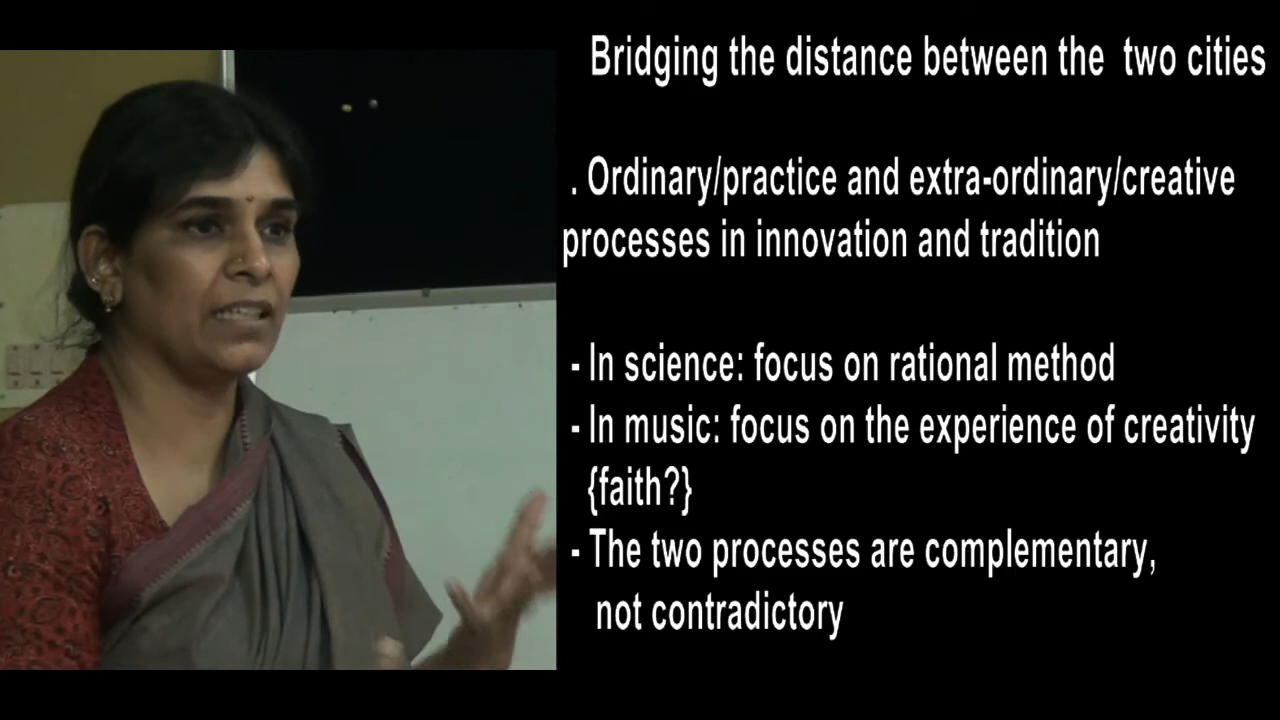 Bridging the distance between the two cities
. Ordinary/practice and extra-ordinary/creative
processes in innovation and tradition
- In science: focus on rational method
- In music: focus on the experience of creativity
{faith?}
- The two processes are complementary,
not contradictory